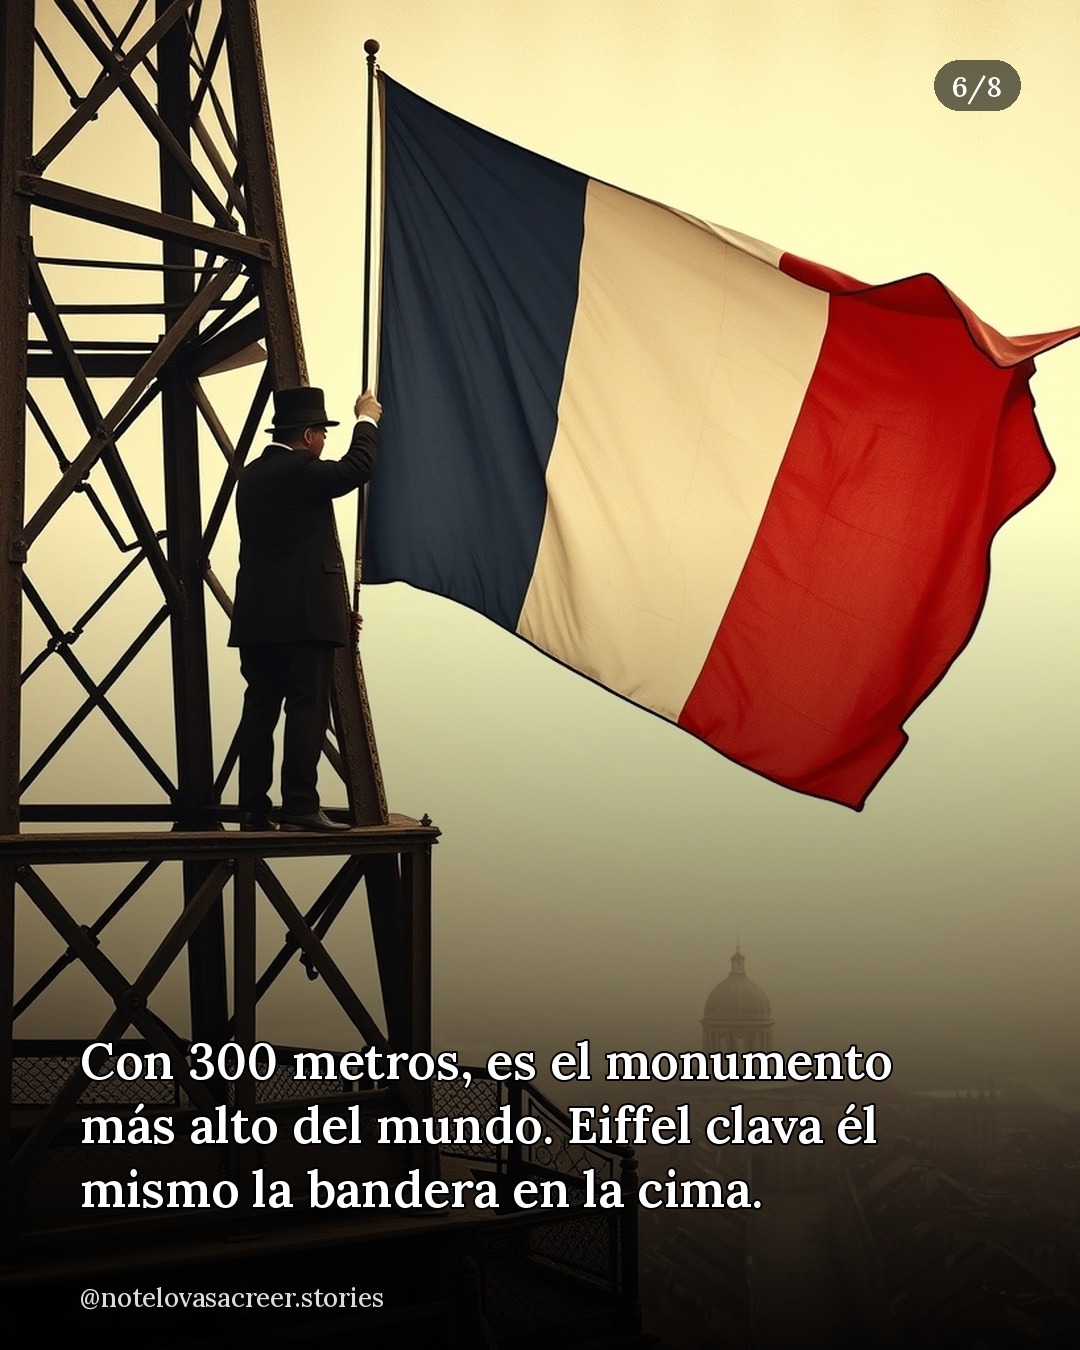 6/8
Con 300 metros, es el monumento
más alto del mundo. Eiffel clava él
mismo la bandera en la cima.
@notelovasacreer.stories